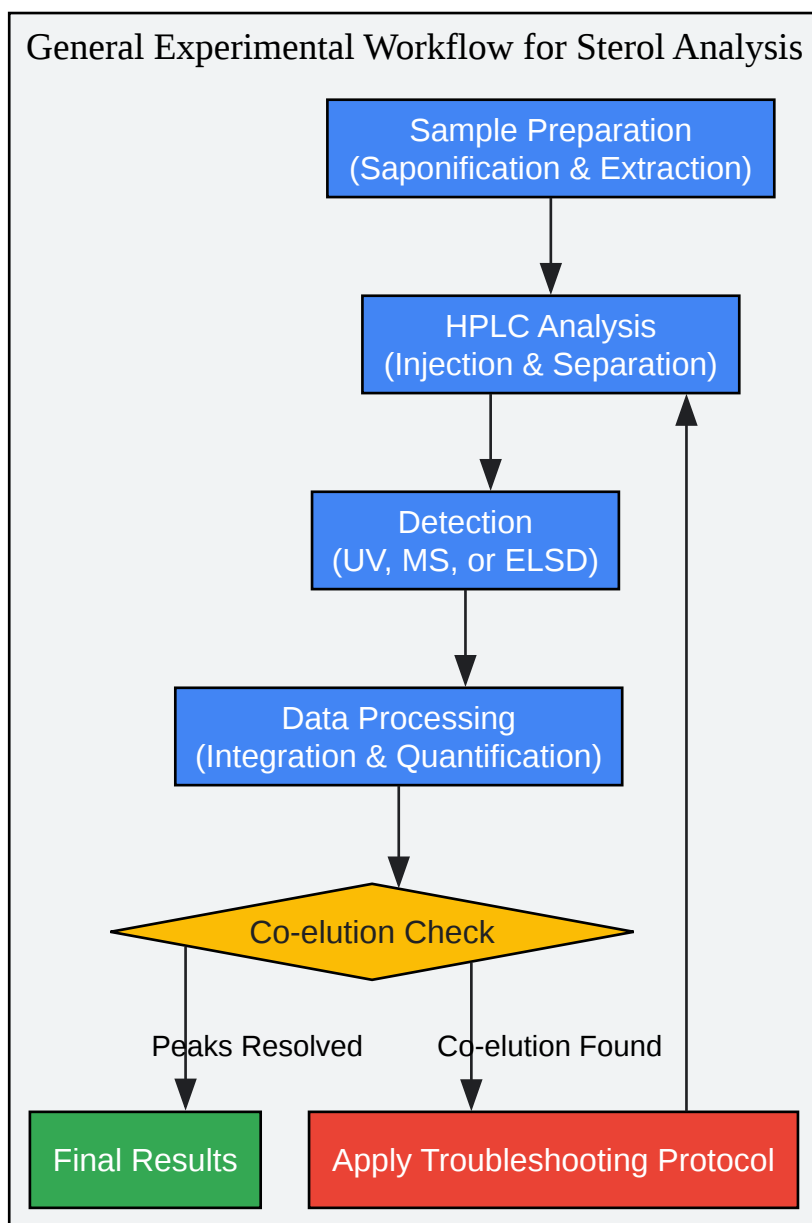 General Experimental Workflow for Sterol Analysis
Sample Preparation
(Saponification & Extraction)
HPLC Analysis
(Injection & Separation)
Detection
(UV, MS, or ELSD)
Data Processing
(Integration & Quantification)
Co-elution Check
Peaks Resolved
Co-elution Found
Final Results
Apply Troubleshooting Protocol